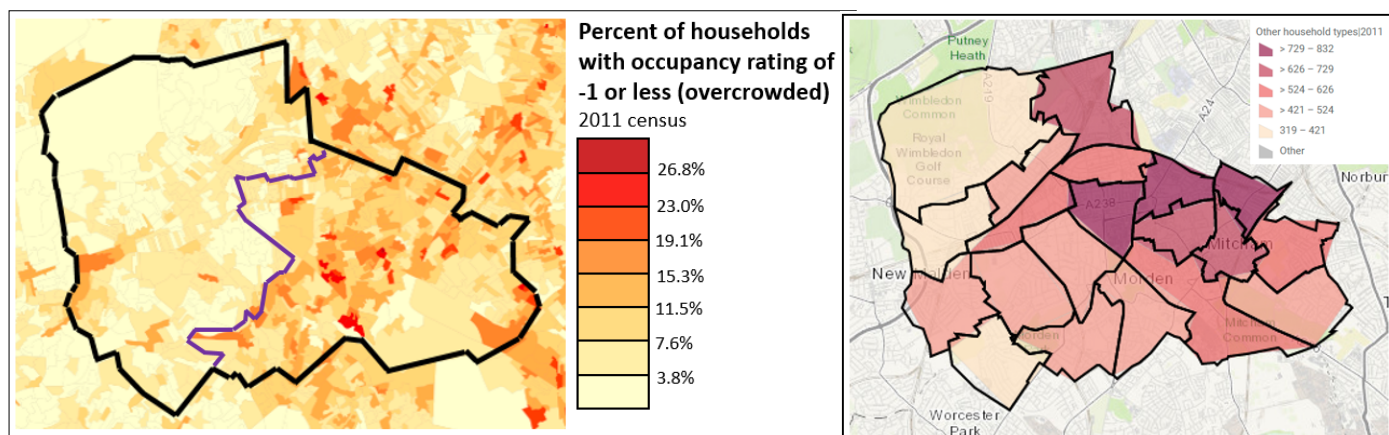 Percent of households
with occupancy rating of
-1 or less (overcrowded)
2011 census
26.8%
23.0%
19.1%
15.3%
11.5%
7.6%
3.8%
Other household types|2011
> 729 – 832
> 626 – 729
> 524 – 626
> 421 – 524
319 – 421
Other
Putney
Heath
A219
A24
Wimbledon
Common
Royal
Wimbledon
Golf
Course
Norbur
A238
Mitcham
New Malden
Morden
Mitcham
Common
Morden
Worcester
Park